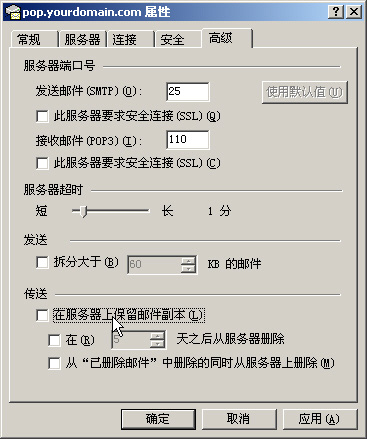 pop.yourdomain.com 属性
常规 服务器 连接 安全 高级
服务器端口号
发送邮件(SMTP)(O): 25 使用默认值(U)
此服务器要求安全连接(SSL)(Q)
接收邮件(POP3)(I): 110
此服务器要求安全连接(SSL)(C)
服务器超时
短 长 1 分
发送
拆分大于(B) 60 KB 的邮件
传送
在服务器上保留邮件副本(L)
在(R) 5 天之后从服务器删除
从“已删除邮件”中删除的同时从服务器上删除(M)
确定 取消 应用(A)